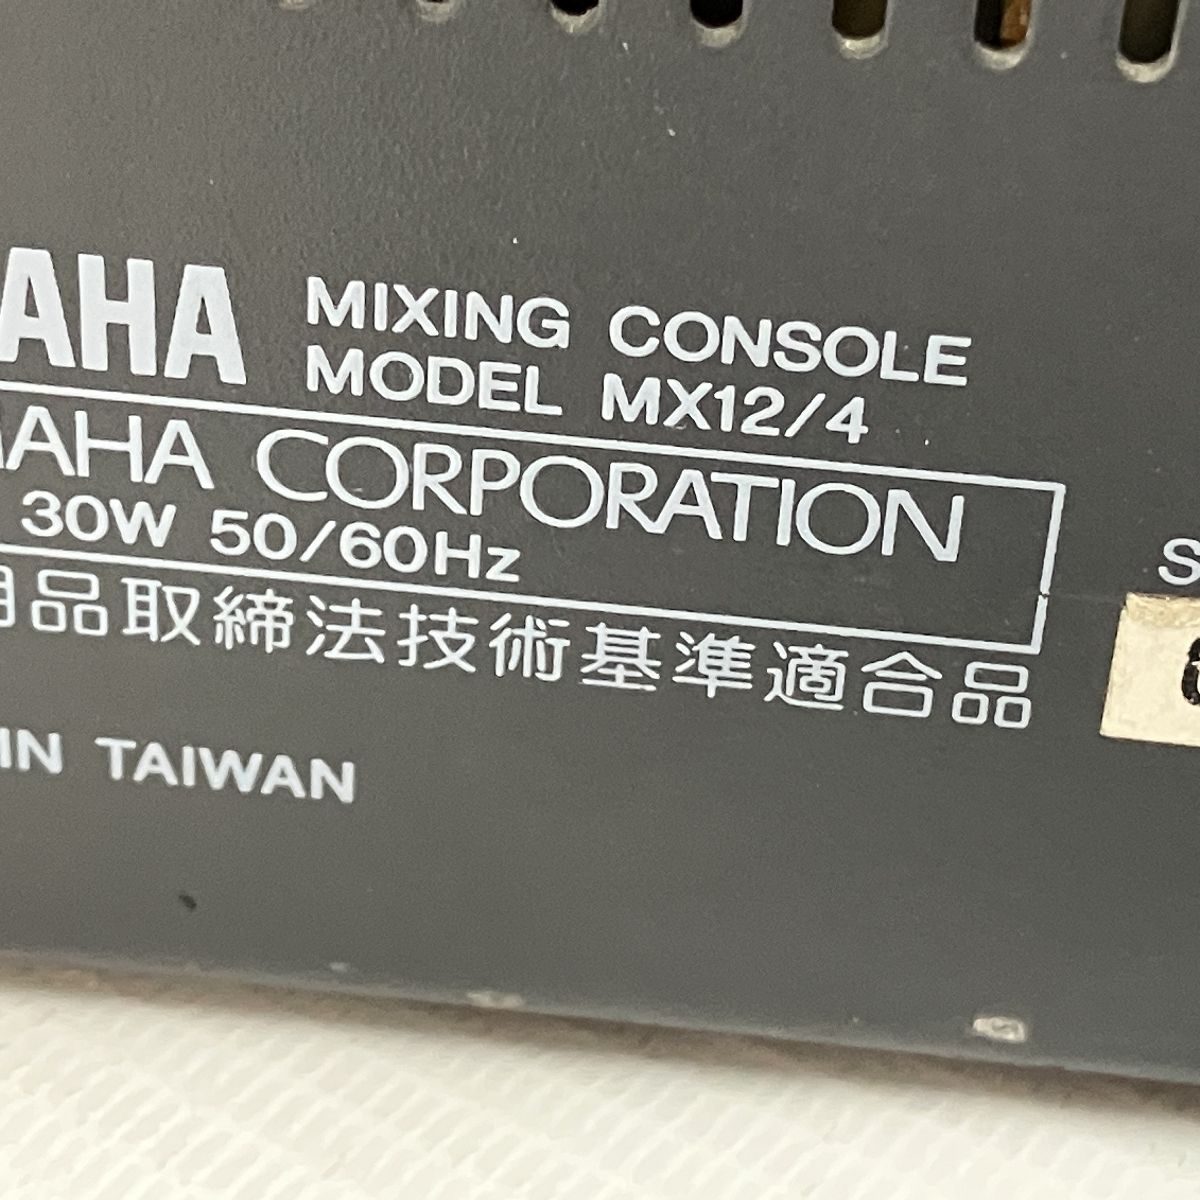 AHA MIXING CONSOLE
MODEL MX12/4
MAHA CORPORATION
30W 50/60Hz
用品取締法技術基準適合品
IN TAIWAN
S